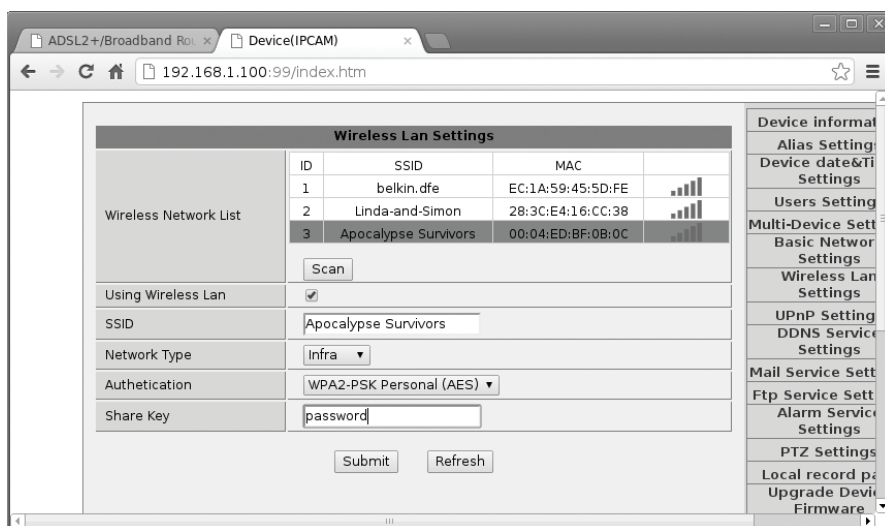 ADSL2+/Broadband Rou
Device(IPCAM)
192.168.1.100:99/index.htm
Wireless Lan Settings
Wireless Network List
ID SSID MAC
1 belkin.dfe EC:1A:59:45:5D:FE
2 Linda-and-Simon 28:3C:E4:16:CC:38
3 Apocalypse Survivors 00:04:ED:BF:0B:0C
Scan
Using Wireless Lan
SSID Apocalypse Survivors
Network Type Infra
Authetication WPA2-PSK Personal (AES)
Share Key password
Submit Refresh
Device informat
Alias Setting
Device date&Ti
Settings
Users Setting
Multi-Device Sett
Basic Networ
Settings
Wireless Lan
Settings
UPnP Setting
DDNS Service
Settings
Mail Service Sett
Ftp Service Sett
Alarm Service
Settings
PTZ Settings
Local record pa
Upgrade Devi
Firmware